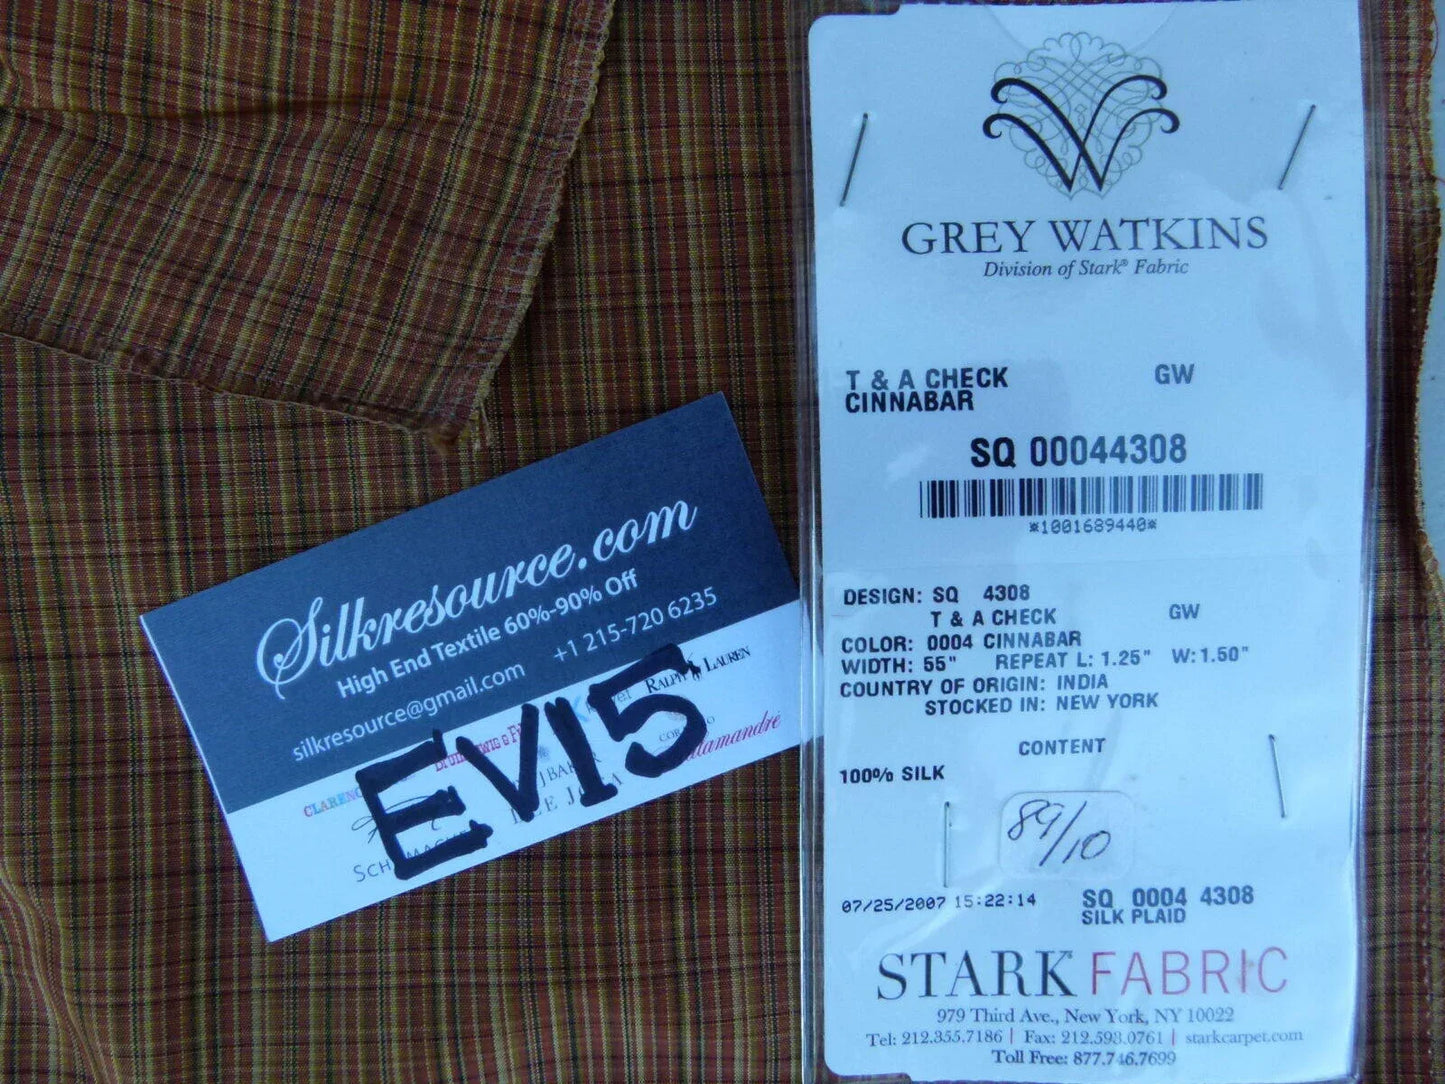 GREY WATKINS
Division of Stark® Fabric
T & A CHECK GW
CINNABAR
SQ 00044308
*1001689440*
DESIGN: SQ 4308
T & A CHECK GW
COLOR: 0004 CINNABAR
WIDTH: 55" REPEAT L: 1.25" W: 1.50"
COUNTRY OF ORIGIN: INDIA
STOCKED IN: NEW YORK
CONTENT
100% SILK
89/10
07/25/2007 15:22:14 SQ 0004 4308
SILK PLAID
STARK FABRIC
979 Third Ave., New York, NY 10022
Tel: 212.355.7186 | Fax: 212.593.0761 | starkcarpet.com
Toll Free: 877.746.7699
Silkresource.com
High End Textile 60%-90% Off
silkresource@gmail.com +1 215-720 6235
RALPH LAUREN
EV15